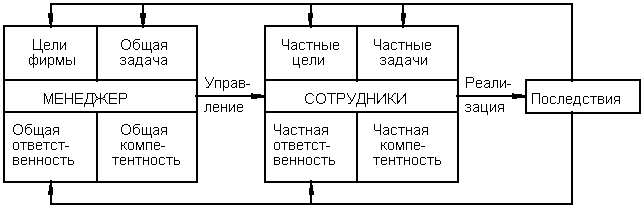 Цели
фирмы
Общая
задача
МЕНЕДЖЕР
Общая
ответст-
венность
Общая
компе-
тентность
Управ-
ление
Частные
цели
Частные
задачи
СОТРУДНИКИ
Частная
ответст-
венность
Частная
компе-
тентность
Реали-
зация
Последствия